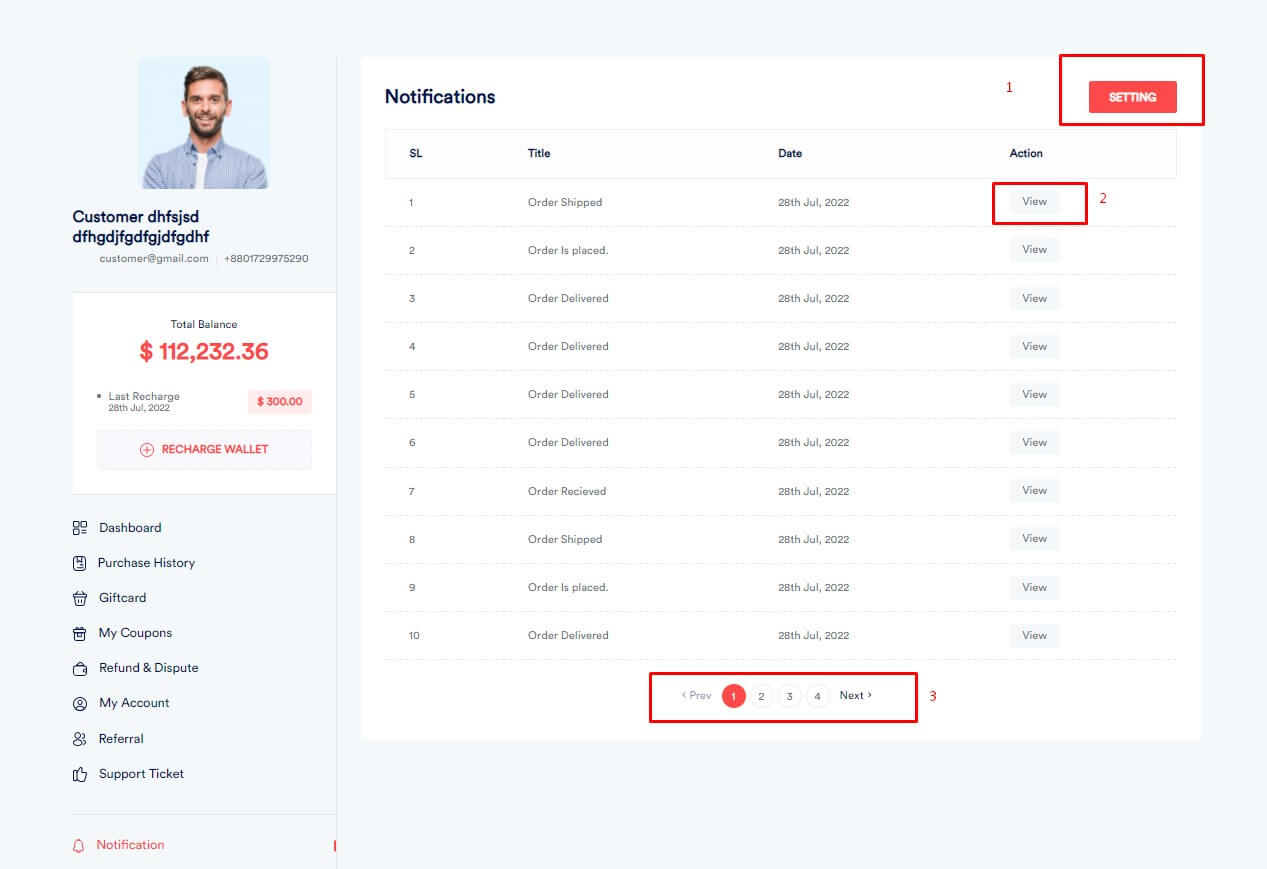 Customer dhfsjsd
dfhgdjfgdfgjdfgdhf
customer@gmail.com +8801729975290
Total Balance
$ 112,232.36
Last Recharge
28th Jul, 2022
$ 300.00
RECHARGE WALLET
Dashboard
Purchase History
Giftcard
My Coupons
Refund & Dispute
My Account
Referral
Support Ticket
Notification
Notifications
1
SETTING
SL Title Date Action
1 Order Shipped 28th Jul, 2022 View
2
2 Order Is placed. 28th Jul, 2022 View
3 Order Delivered 28th Jul, 2022 View
4 Order Delivered 28th Jul, 2022 View
5 Order Delivered 28th Jul, 2022 View
6 Order Delivered 28th Jul, 2022 View
7 Order Recieved 28th Jul, 2022 View
8 Order Shipped 28th Jul, 2022 View
9 Order Is placed. 28th Jul, 2022 View
10 Order Delivered 28th Jul, 2022 View
‹ Prev 1 2 3 4 Next ›
3